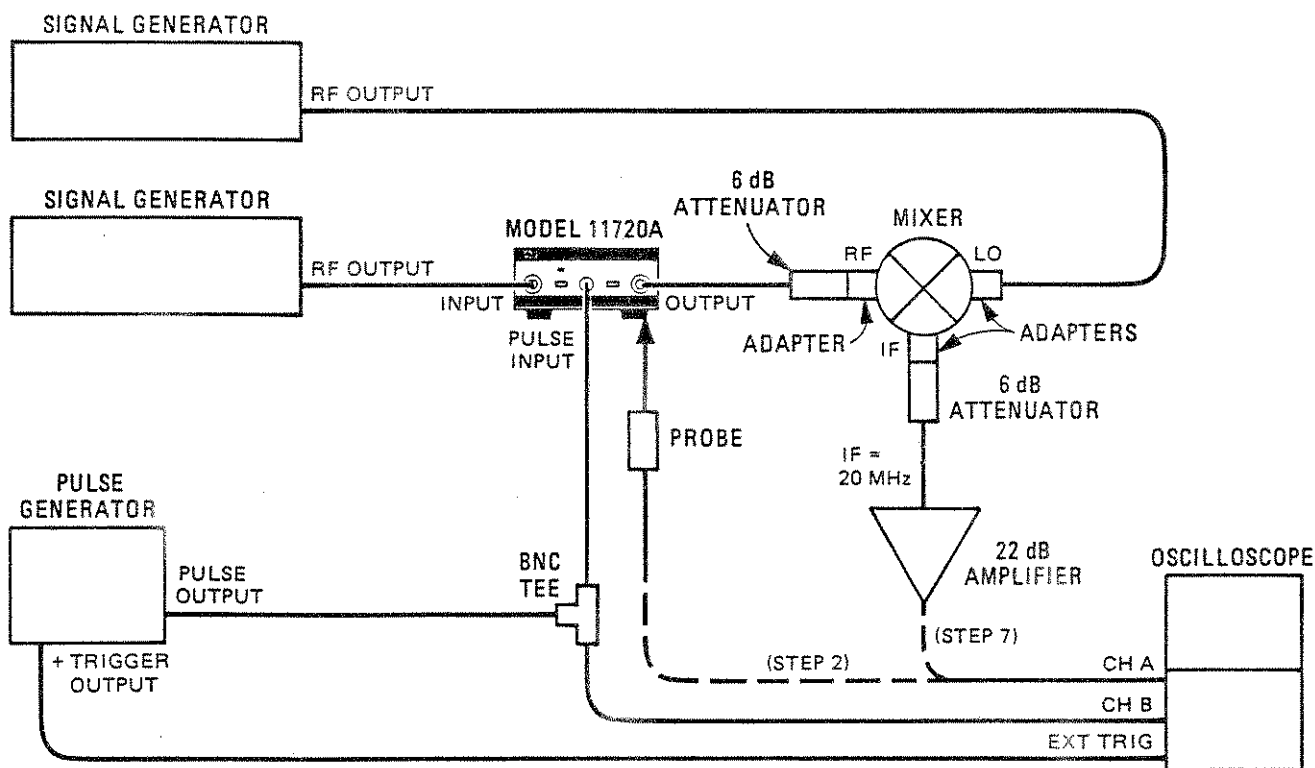 SIGNAL GENERATOR
RF OUTPUT
SIGNAL GENERATOR
RF OUTPUT
MODEL 11720A
INPUT
OUTPUT
PULSE
INPUT
6 dB
ATTENUATOR
MIXER
RF
LO
ADAPTER
IF
ADAPTERS
6 dB
ATTENUATOR
PROBE
IF =
20 MHz
PULSE
GENERATOR
PULSE
OUTPUT
BNC
TEE
22 dB
AMPLIFIER
OSCILLOSCOPE
+ TRIGGER
OUTPUT
(STEP 2)
(STEP 7)
CH A
CH B
EXT TRIG